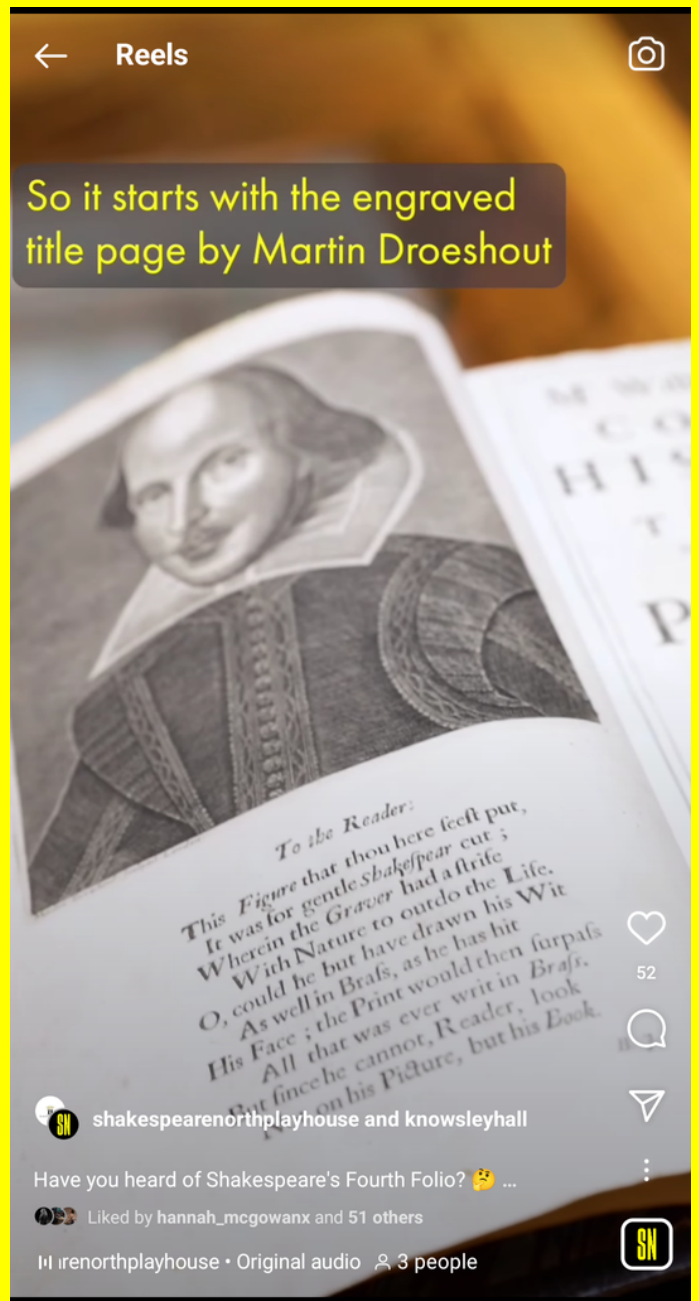 Reels
So it starts with the engraved
title page by Martin Droeshout
C O
H I S
T
P
To the Reader:
This Figure that thou here ſeeſt put,
It was for gentle Shakeſpear cut ;
Wherein the Graver had a ſtrife
With Nature to outdo the Life.
O, could he but have drawn his Wit
As well in Braſs, as he has hit
His Face ; the Print would then ſurpaſs
All that was ever writ in Braſs.
But ſince he cannot, Reader, look
on his Picture, but his Book.
52
SN
shakespearenorthplayhouse and knowsleyhall
Have you heard of Shakespeare's Fourth Folio? 🤔 ...
Liked by hannah_mcgowanx and 51 others
renorthplayhouse • Original audio 3 people
SN